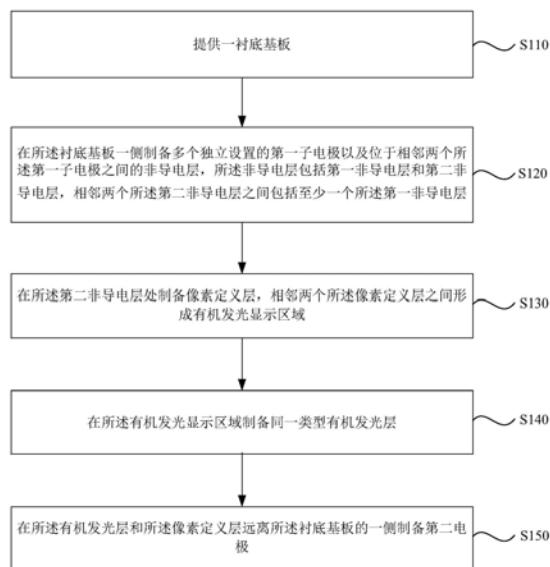 提供一衬底基板
S110
在所述衬底基板一侧制备多个独立设置的第一子电极以及位于相邻两个所
述第一子电极之间的非导电层，所述非导电层包括第一非导电层和第二非
导电层，相邻两个所述第二非导电层之间包括至少一个所述第一非导电层
S120
在所述第二非导电层处制备像素定义层，相邻两个所述像素定义层之间形
成有机发光显示区域
S130
在所述有机发光显示区域制备同一类型有机发光层
S140
在所述有机发光层和所述像素定义层远离所述衬底基板的一侧制备第二电
极
S150